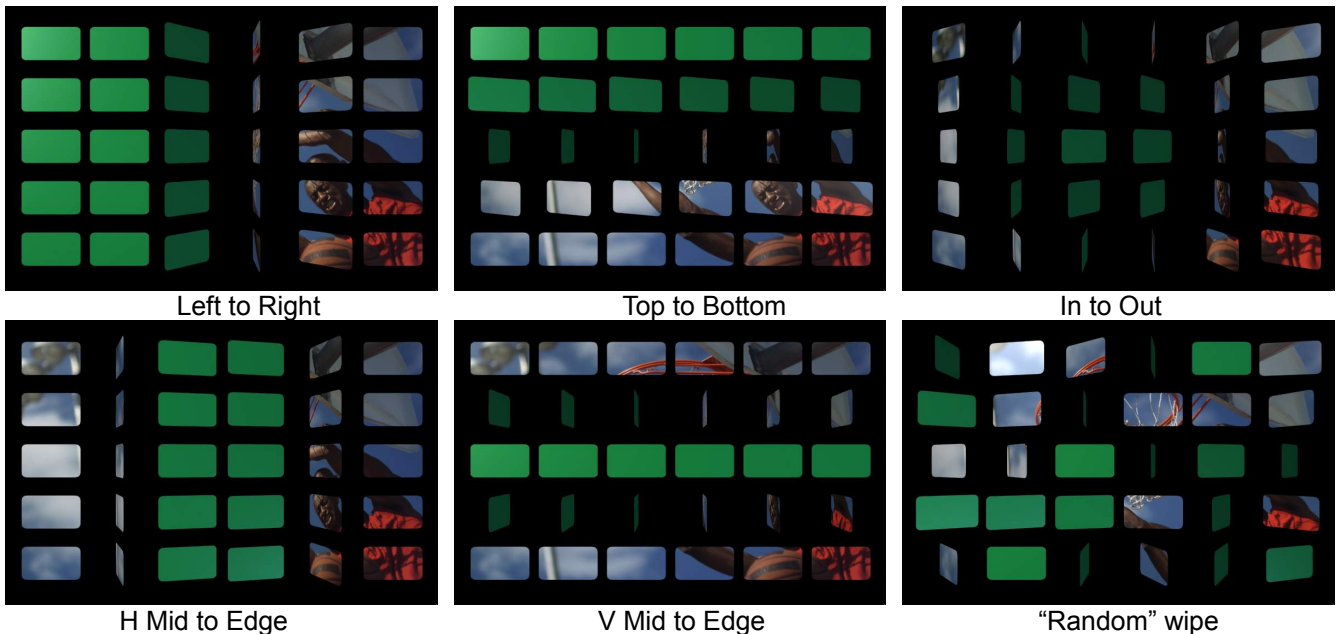 Left to Right
Top to Bottom
In to Out
H Mid to Edge
V Mid to Edge
“Random” wipe